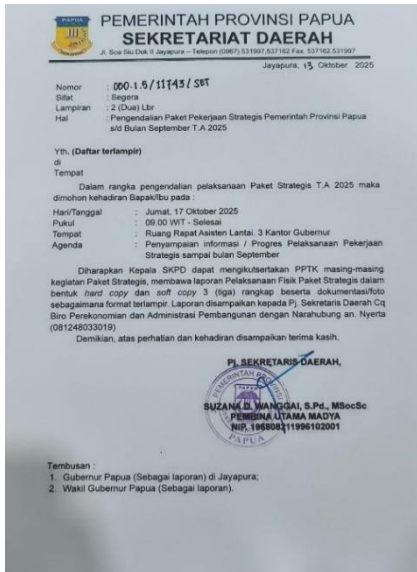 PAPUA
PEMERINTAH PROVINSI PAPUA
SEKRETARIAT DAERAH
Jl. Soa Siu Dok II Jayapura – Telepon (0967) 531997,537162 Fax. 537162,531997
Jayapura, 13 Oktober 2025
Nomor : 000-1.5/11743/SET
Sifat : Segera
Lampiran : 2 (Dua) Lbr
Hal : Pengendalian Paket Pekerjaan Strategis Pemerintah Provinsi Papua
s/d Bulan September T.A 2025
Yth. (Daftar terlampir)
di
Tempat
Dalam rangka pengendalian pelaksanaan Paket Strategis T.A 2025 maka
dimohon kehadiran Bapak/Ibu pada :
Hari/Tanggal : Jumat, 17 Oktober 2025
Pukul : 09.00 WIT - Selesai
Tempat : Ruang Rapat Asisten Lantai. 3 Kantor Gubernur
Agenda : Penyampaian informasi / Progres Pelaksanaan Pekerjaan
Strategis sampai bulan September
Diharapkan Kepala SKPD dapat mengikutsertakan PPTK masing-masing
kegiatan Paket Strategis, membawa laporan Pelaksanaan Fisik Paket Strategis dalam
bentuk hard copy dan soft copy 3 (tiga) rangkap beserta dokumentasi/foto
sebagaimana format terlampir. Laporan disampaikan kepada Pj. Sekretaris Daerah Cq
Biro Perekonomian dan Administrasi Pembangunan dengan Narahubung an. Nyerta
(081248033019)
Demikian, atas perhatian dan kehadiran disampaikan terima kasih.
Pj. SEKRETARIS DAERAH,
PEMERINTAH PROVINSI
SUZANA D. WANGGAI, S.Pd., MSocSc
PEMBINA UTAMA MADYA
NIP. 196808211996102001
PAPUA
Tembusan :
1. Gubernur Papua (Sebagai laporan) di Jayapura;
2. Wakil Gubernur Papua (Sebagai laporan).